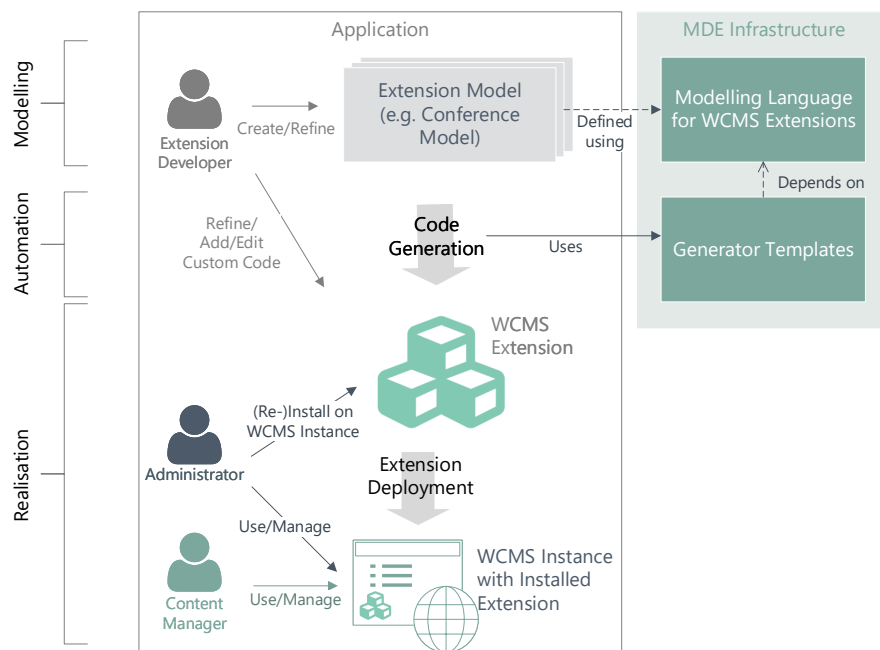 Application
MDE Infrastructure
Modelling
Extension
Developer
Create/Refine
Extension Model
(e.g. Conference
Model)
Defined
using
Modelling Language
for WCMS Extensions
Depends on
Automation
Refine/
Add/Edit
Custom Code
Code
Generation
Uses
Generator Templates
Realisation
WCMS
Extension
(Re-)Install on
WCMS Instance
Administrator
Extension
Deployment
Use/Manage
Content
Manager
Use/Manage
WCMS Instance
with Installed
Extension